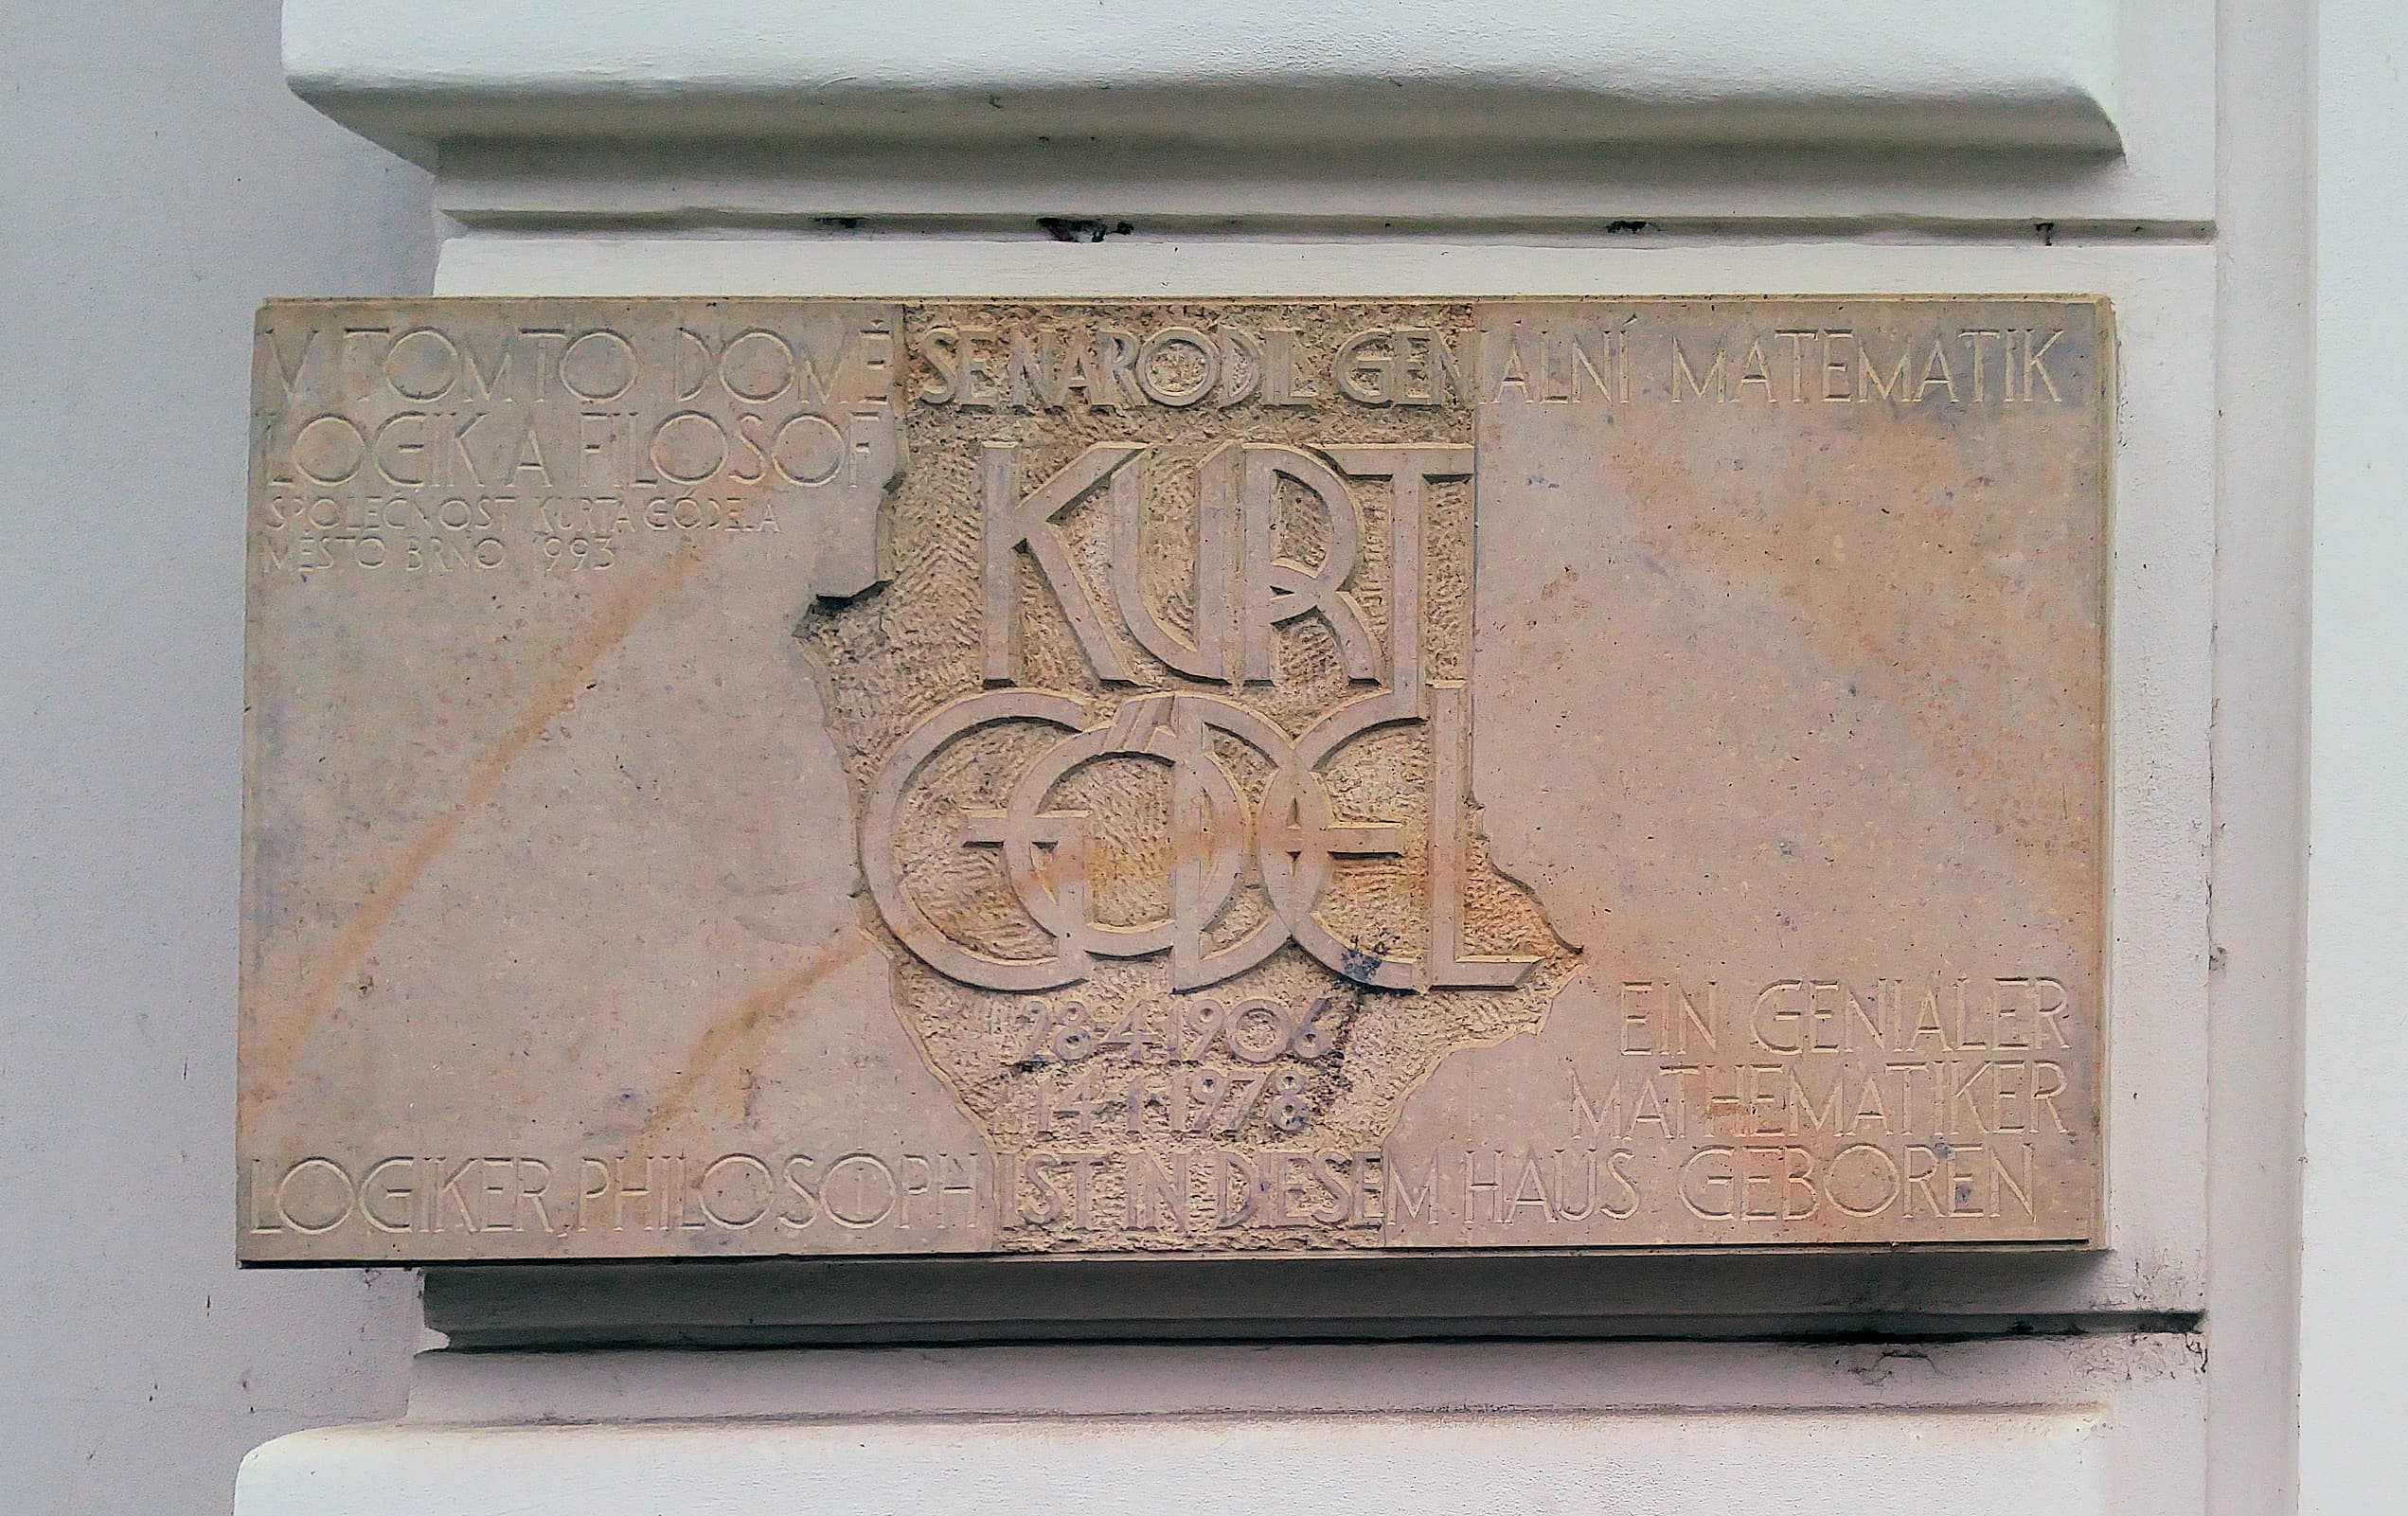 V TOMTO DOMĚ SE NARODIL GENIÁLNÍ MATEMATIK
LOGIK A FILOSOF
SPOLEČNOST KURTA GÖDELA
MĚSTO BRNO 1993
KURT
GÖDEL
28.4.1906
14.1.1978
EIN GENIALER
MATHEMATIKER
LOGIKER, PHILOSOPH IST IN DIESEM HAUS GEBOREN